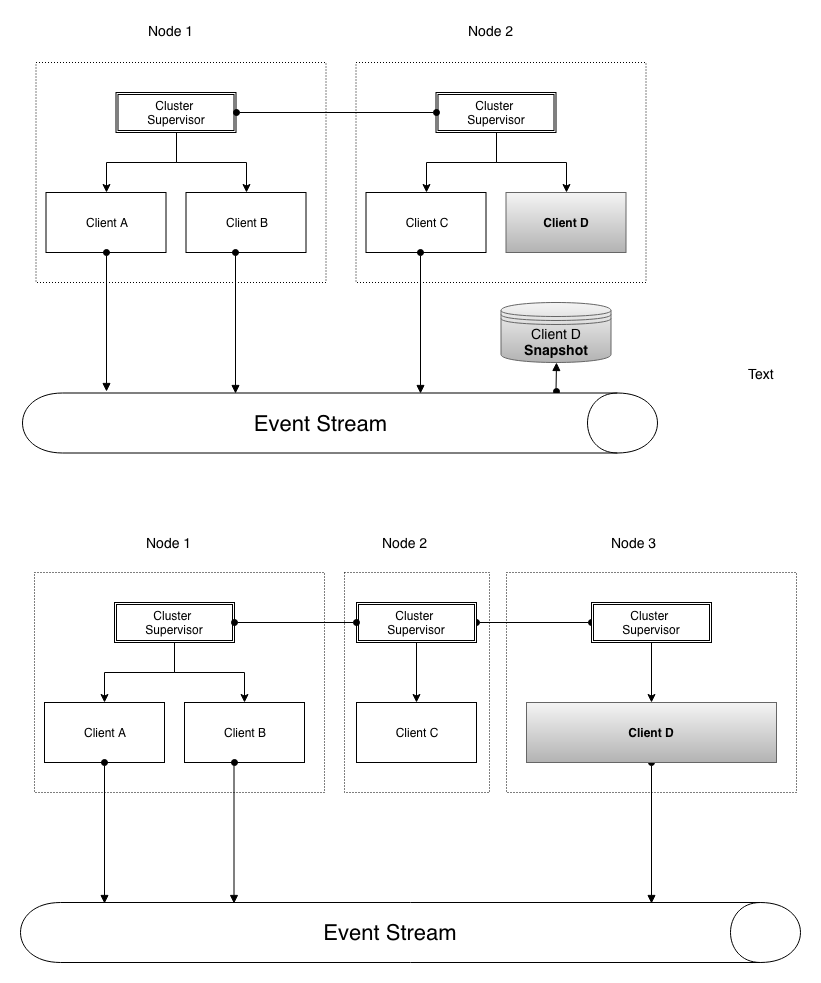 Node 1
Node 2
Cluster
Supervisor
Cluster
Supervisor
Client A
Client B
Client C
Client D
Client D
Snapshot
Text
Event Stream
Node 1
Node 2
Node 3
Cluster
Supervisor
Cluster
Supervisor
Cluster
Supervisor
Client A
Client B
Client C
Client D
Event Stream